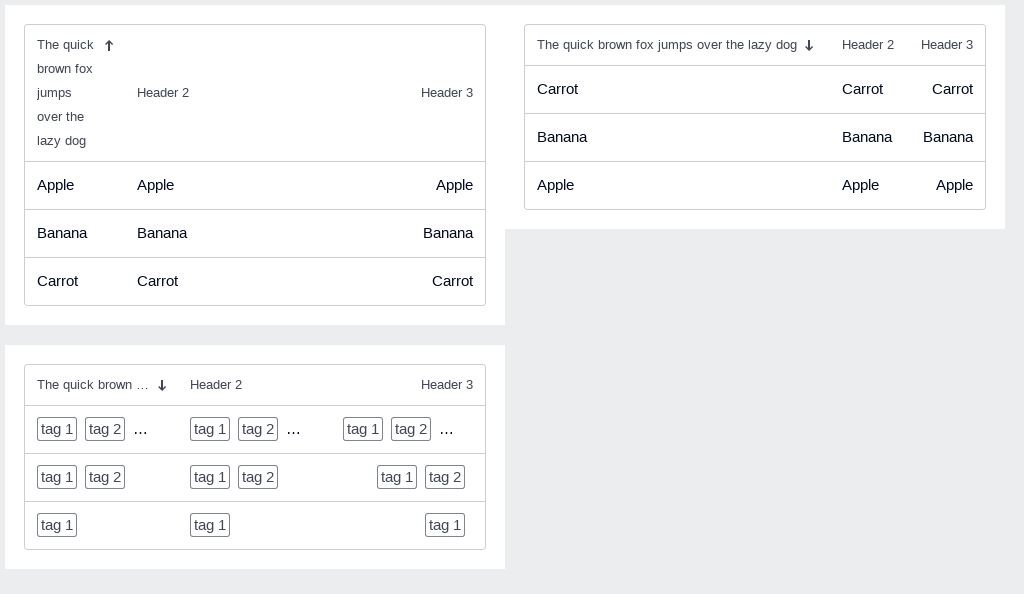 The quick
brown fox
jumps
over the
lazy dog
Header 2
Header 3
Apple Apple Apple
Banana Banana Banana
Carrot Carrot Carrot
The quick brown fox jumps over the lazy dog Header 2 Header 3
Carrot Carrot Carrot
Banana Banana Banana
Apple Apple Apple
The quick brown … Header 2 Header 3
tag 1 tag 2 … tag 1 tag 2 … tag 1 tag 2 …
tag 1 tag 2 tag 1 tag 2 tag 1 tag 2
tag 1 tag 1 tag 1